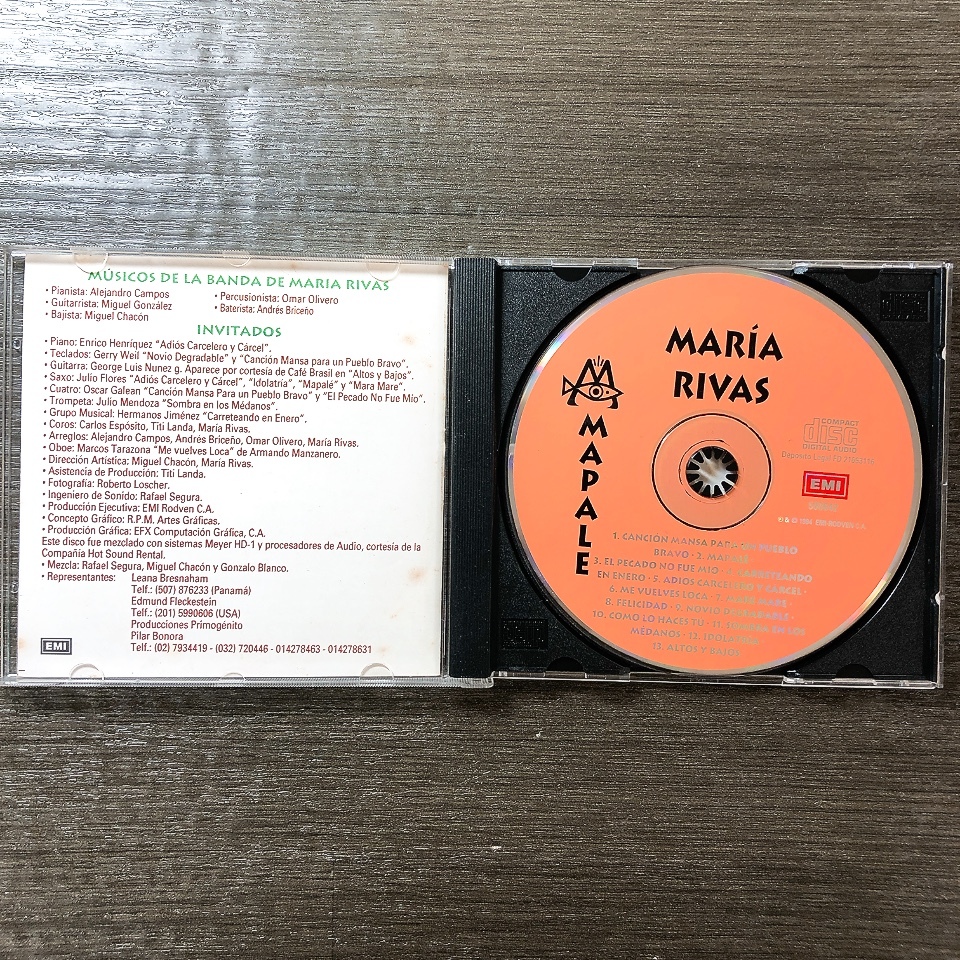 MÚSICOS DE LA BANDA DE MARIA RIVAS
• Pianista: Alejandro Campos
• Guitarrista: Miguel González
• Bajista: Miguel Chacón
• Percusionista: Omar Olivero
• Baterista: Andrés Briceño
INVITADOS
• Piano: Enrico Henríquez "Adiós Carcelero y Cárcel".
• Teclados: Gerry Weil "Novio Degradable" y "Canción Mansa para un Pueblo Bravo".
• Guitarra: George Luis Nunez g. Aparece por cortesía de Café Brasil en "Altos y Bajos".
• Saxo: Julio Flores "Adiós Carcelero y Cárcel", "Idolatría", "Mapalé" y "Mara Mare".
• Cuatro: Oscar Galean "Canción Mansa Para un Pueblo Bravo" y "El Pecado No Fue Mío".
• Trompeta: Julio Mendoza "Sombra en los Médanos".
• Grupo Musical: Hermanos Jiménez "Carreteando en Enero".
• Coros: Carlos Espósito, Titi Landa, María Rivas.
• Arreglos: Alejandro Campos, Andrés Briceño, Omar Olivero, María Rivas.
• Oboe: Marcos Tarazona "Me vuelves Loca" de Armando Manzanero.
• Dirección Artística: Miguel Chacón, María Rivas.
• Asistencia de Producción: Titi Landa.
• Fotografía: Roberto Loscher.
• Ingeniero de Sonido: Rafael Segura.
• Producción Ejecutiva: EMI Rodven C.A.
• Concepto Gráfico: R.P.M. Artes Gráficas.
• Producción Gráfica: EFX Computación Gráfica, C.A.
Este disco fue mezclado con sistemas Meyer HD-1 y procesadores de Audio, cortesía de la
Compañía Hot Sound Rental.
• Mezcla: Rafael Segura, Miguel Chacón y Gonzalo Blanco.
• Representantes: Leana Bresnaham
Telf.: (507) 876233 (Panamá)
Edmund Fleckestein
Telf.: (201) 5990606 (USA)
Producciones Primogénito
Pilar Bonora
Telf.: (02) 7934419 - (032) 720446 - 014278463 - 014278631
EMI
MARÍA
RIVAS
MAPALE
COMPACT
disc
DIGITAL AUDIO
EMI
℗ & © 1994 EMI RODVEN C.A.
1. CANCION MANSA PARA UN PUEBLO
BRAVO • 2. MAPALÉ
3. EL PECADO NO FUE MIO • 4. CARRETEANDO
EN ENERO • 5. ADIOS CARCELERO Y CARCEL •
6. ME VUELVES LOCA • 7. MARE •
8. FELICIDAD • 9. NOVIO DEGRADABLE •
10. COMO LO HACES TÚ • 11. SOMBRA EN LOS
MÉDANOS • 12. IDOLATRIA
13. ALTOS Y BAJOS